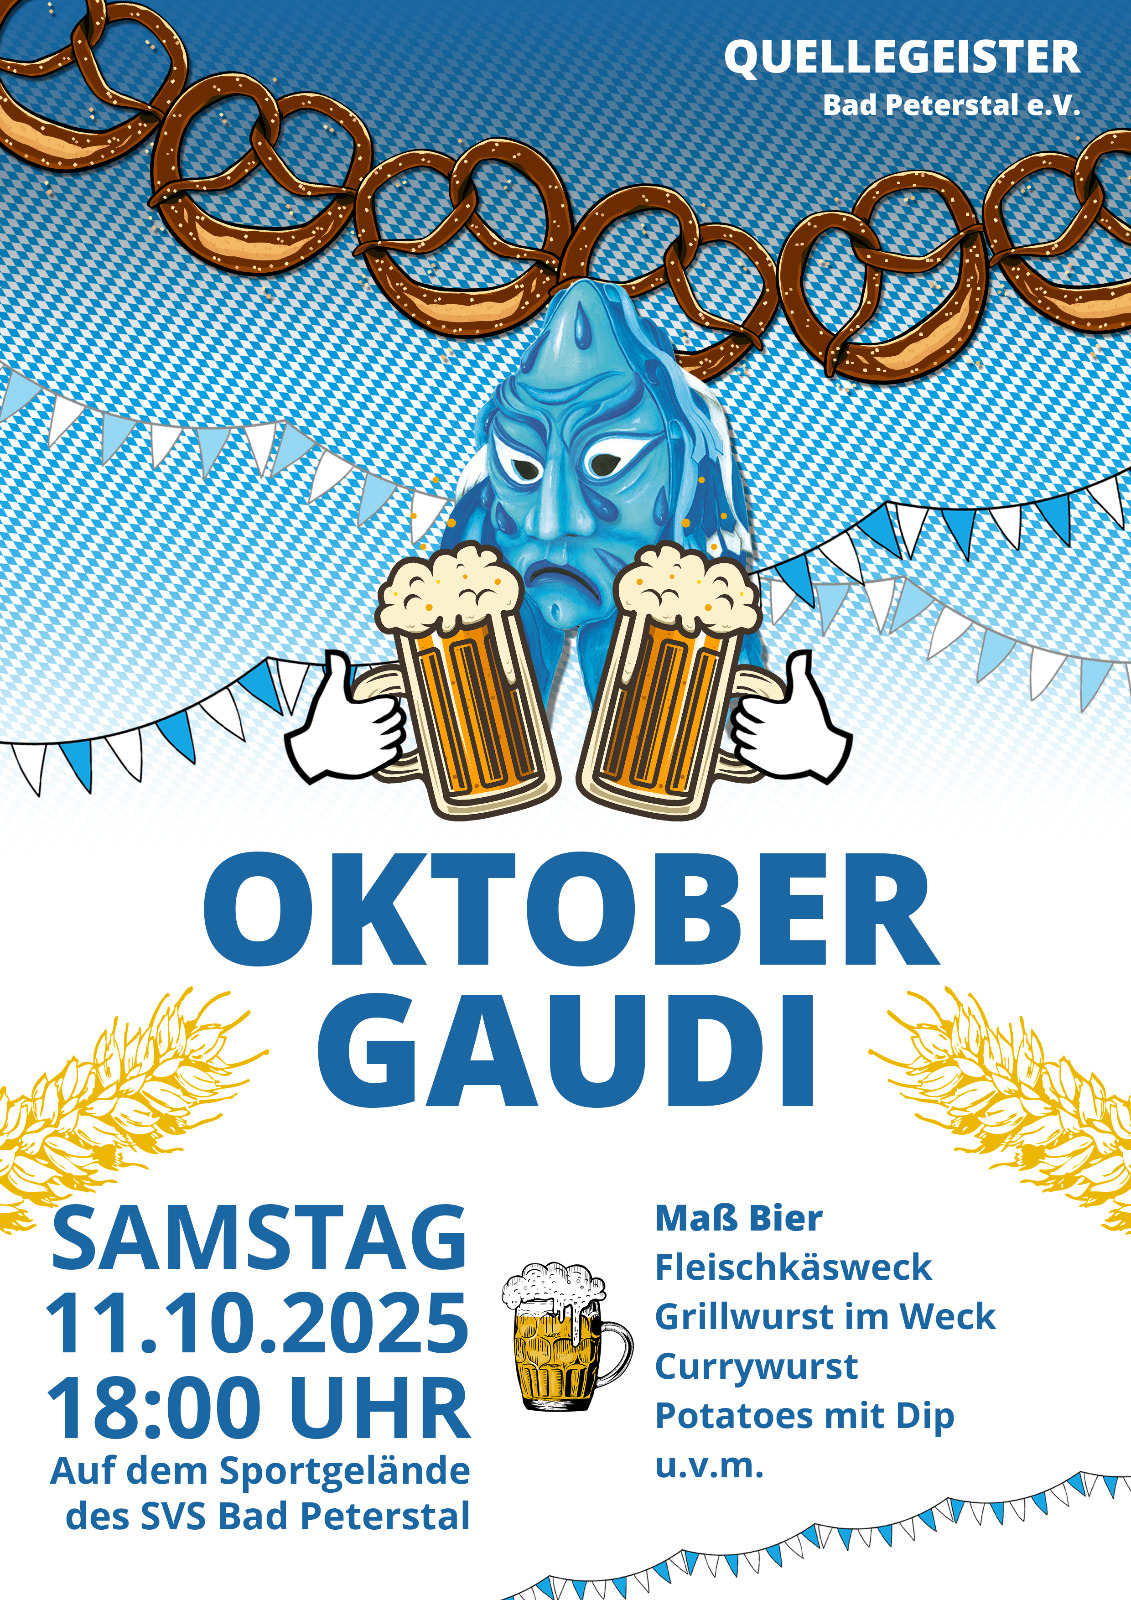 QUELLEGEISTER
Bad Peterstal e.V.
OKTOBER
GAUDI
SAMSTAG
11.10.2025
18:00 UHR
Auf dem Sportgelände
des SVS Bad Peterstal
Maß Bier
Fleischkäsweck
Grillwurst im Weck
Currywurst
Potatoes mit Dip
u.v.m.